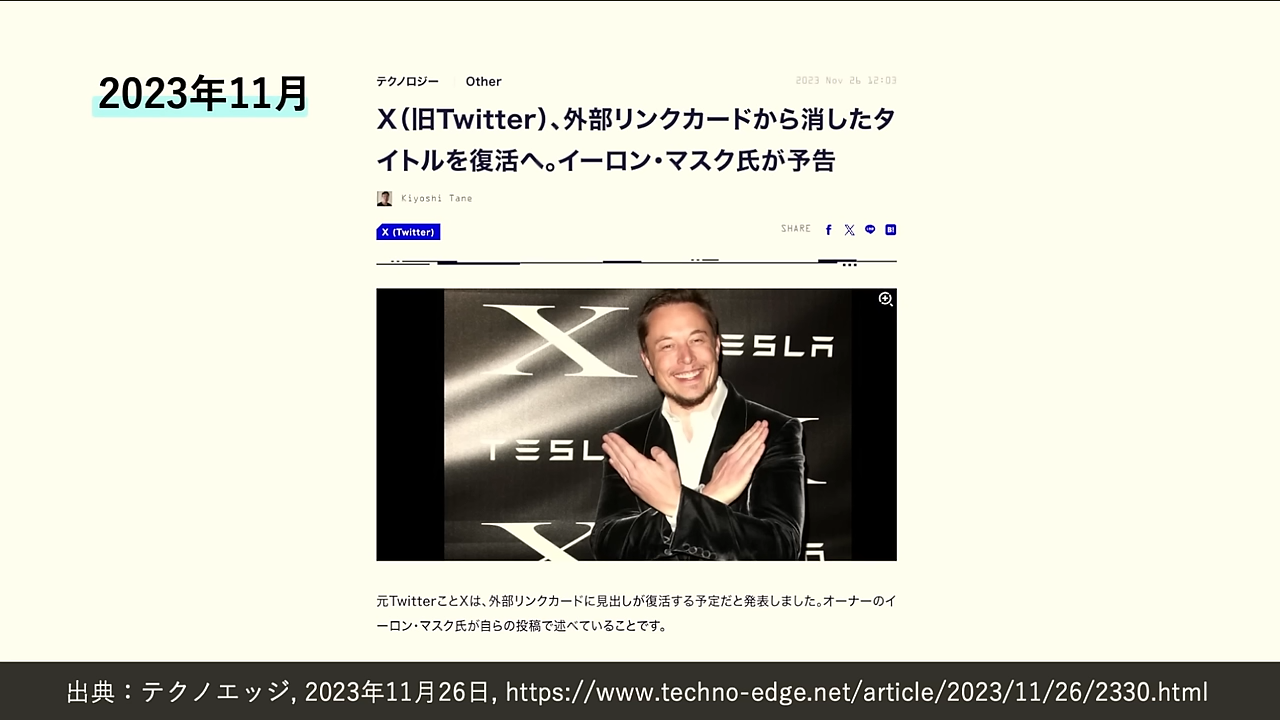 2023年11月
テクノロジー Other
2023 Nov 26 12:03
X(旧Twitter)、外部リンクカードから消したタ
イトルを復活へ。イーロン・マスク氏が予告
Kiyoshi Tane
X (Twitter)
SHARE
X
TESLA
TESL
X
元TwitterことXは、外部リンクカードに見出しが復活する予定だと発表しました。オーナーのイ
ーロン・マスク氏が自らの投稿で述べていることです。
出典：テクノエッジ, 2023年11月26日, https://www.techno-edge.net/article/2023/11/26/2330.html